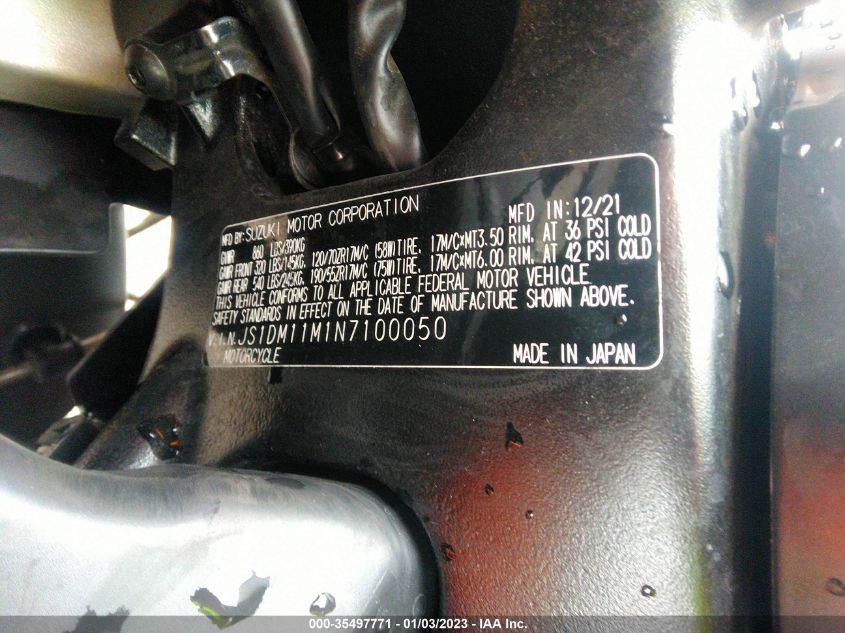 MFD BY:SUZUKI MOTOR CORPORATION MFD IN:12/21
GVWR 860 LBS/390KG
GAWR FRONT 320 LBS/145KG, 120/70ZR17M/C (58W)TIRE, 17M/C×MT3.50 RIM, AT 36 PSI COLD
GAWR REAR 540 LBS/245KG, 190/55ZR17M/C (75W)TIRE, 17M/C×MT6.00 RIM, AT 42 PSI COLD
THIS VEHICLE CONFORMS TO ALL APPLICABLE FEDERAL MOTOR VEHICLE
SAFETY STANDARDS IN EFFECT ON THE DATE OF MANUFACTURE SHOWN ABOVE.
V.I.N.JS1DM11M1N7100050
MOTORCYCLE MADE IN JAPAN
000-35497771 - 01/03/2023 - IAA Inc.